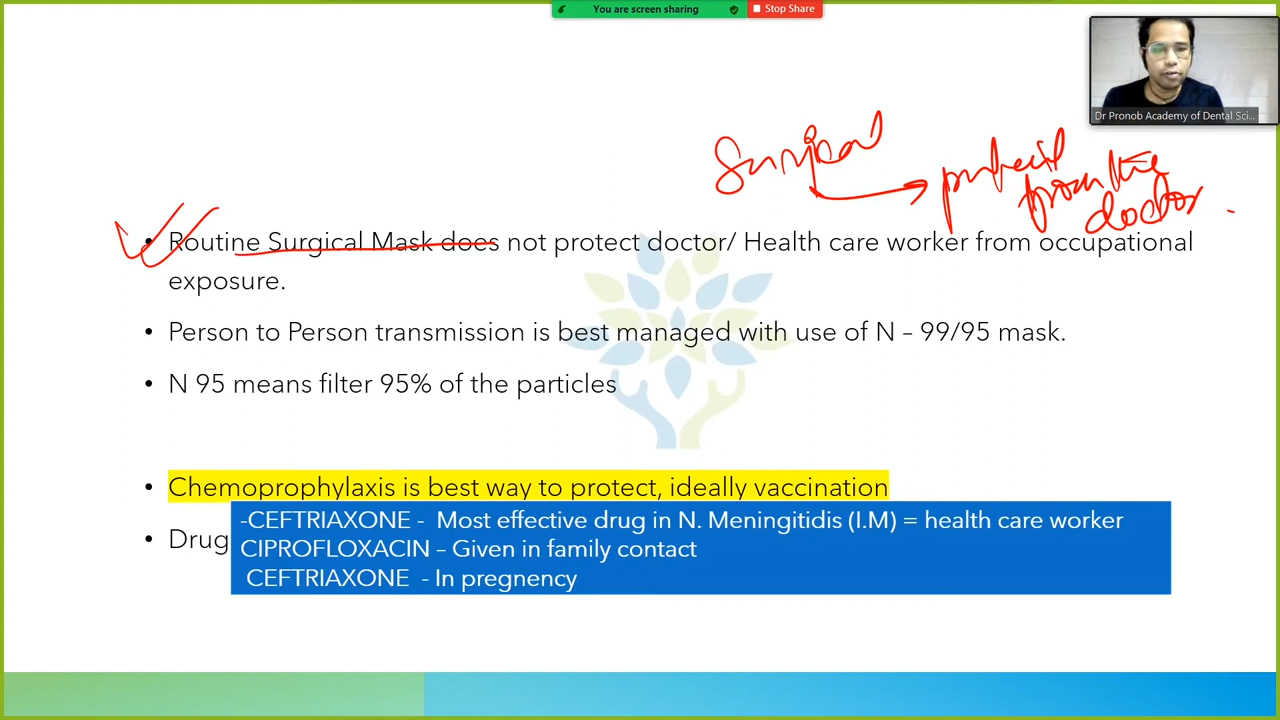 You are screen sharing
Stop Share
Dr Pronob Academy of Dental Sci...
Surgical
protect
from the
doctor
• Routine Surgical Mask does not protect doctor/ Health care worker from occupational
exposure.
• Person to Person transmission is best managed with use of N – 99/95 mask.
• N 95 means filter 95% of the particles
• Chemoprophylaxis is best way to protect, ideally vaccination
• Drug
-CEFTRIAXONE - Most effective drug in N. Meningitidis (I.M) = health care worker
CIPROFLOXACIN – Given in family contact
CEFTRIAXONE - In pregnency